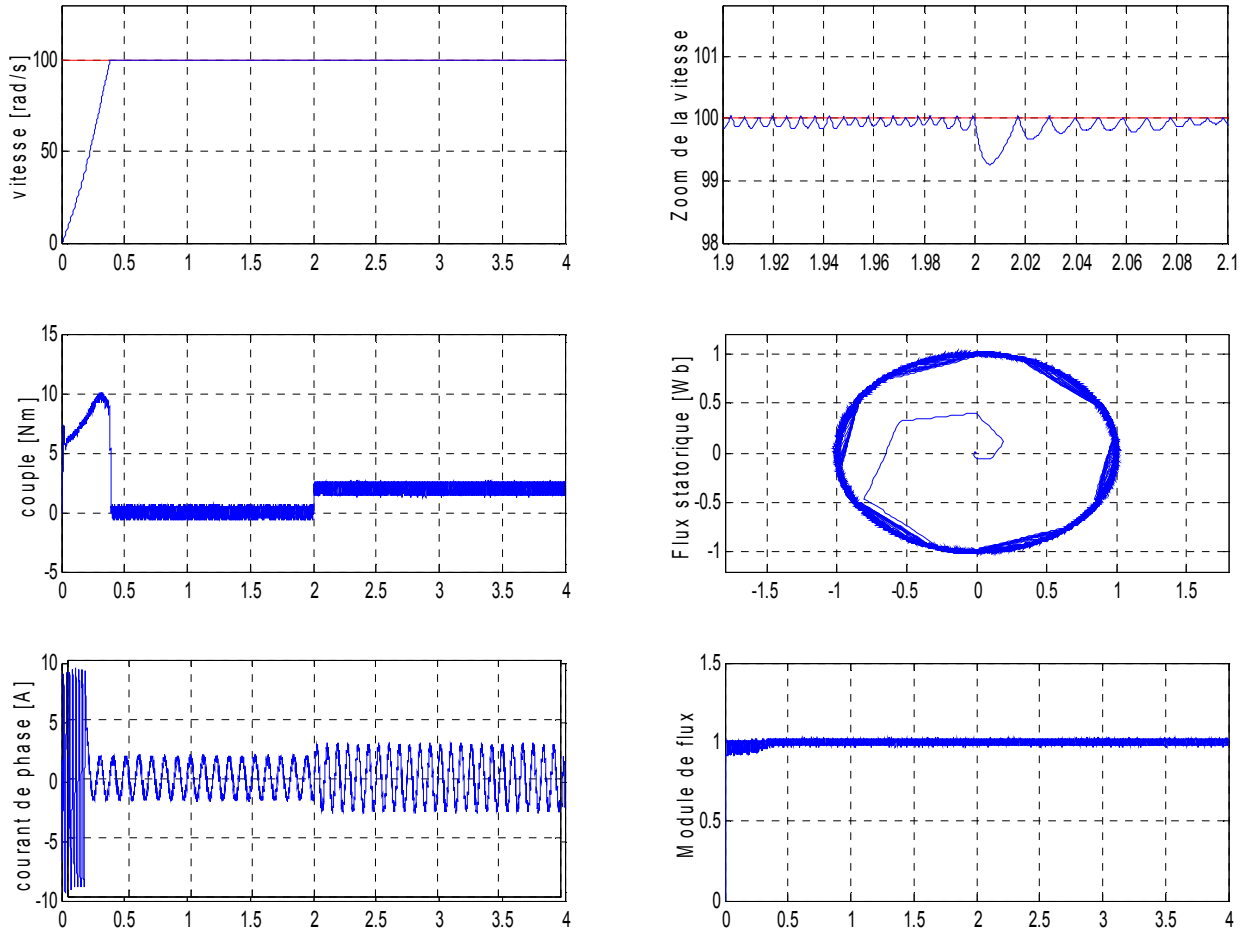 vitesse [rad/s]
100
50
0
0 0.5 1 1.5 2 2.5 3 3.5 4
Zoom de la vitesse
101
100
99
98
1.9 1.92 1.94 1.96 1.98 2 2.02 2.04 2.06 2.08 2.1
couple [Nm]
15
10
5
0
-5
0 0.5 1 1.5 2 2.5 3 3.5 4
Flux statorique [Wb]
1
0.5
0
-0.5
-1
-1.5 -1 -0.5 0 0.5 1 1.5
courant de phase [A]
10
5
0
-5
-10
0 0.5 1 1.5 2 2.5 3 3.5 4
Module de flux
1.5
1
0.5
0
0 0.5 1 1.5 2 2.5 3 3.5 4